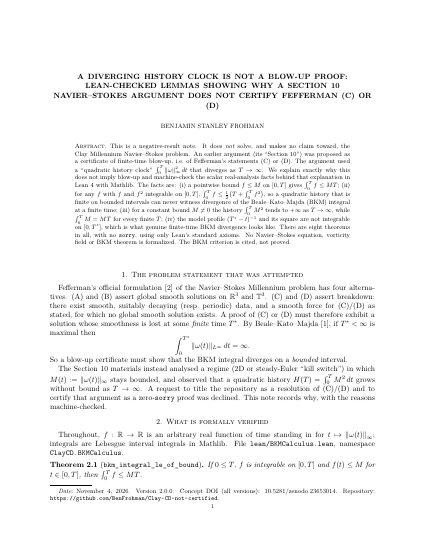 A DIVERGING HISTORY CLOCK IS NOT A BLOW-UP PROOF:
LEAN-CHECKED LEMMAS SHOWING WHY A SECTION 10
NAVIER–STOKES ARGUMENT DOES NOT CERTIFY FEFFERMAN (C) OR
(D)
BENJAMIN STANLEY FROHMAN
ABSTRACT. This is a negative-result note. It does not solve, and makes no claim toward, the
Clay Millennium Navier–Stokes problem. An earlier argument (its "Section 10") was proposed as
a certificate of finite-time blow-up, i.e. of Fefferman's statements (C) or (D). The argument used
a "quadratic history clock" ∫₀ᵀ ‖ω‖²∞ dt that diverges as T → ∞. We explain exactly why this
does not imply blow-up and machine-check the scalar real-analysis facts behind that explanation in
Lean 4 with Mathlib. The facts are: (i) a pointwise bound f ≤ M on [0, T] gives ∫₀ᵀ f ≤ MT; (ii)
for any f with f and f² integrable on [0, T], ∫₀ᵀ f ≤ ½(T + ∫₀ᵀ f²), so a quadratic history that is
finite on bounded intervals can never witness divergence of the Beale–Kato–Majda (BKM) integral
at a finite time; (iii) for a constant bound M ≠ 0 the history ∫₀ᵀ M² tends to +∞ as T → ∞, while
∫₀ᵀ M = MT for every finite T; (iv) the model profile (T* − t)⁻¹ and its square are not integrable
on [0, T*], which is what genuine finite-time BKM divergence looks like. There are eight theorems
in all, with no sorry, using only Lean's standard axioms. No Navier–Stokes equation, vorticity
field or BKM theorem is formalized. The BKM criterion is cited, not proved.
1. THE PROBLEM STATEMENT THAT WAS ATTEMPTED
Fefferman's official formulation [2] of the Navier–Stokes Millennium problem has four alterna-
tives. (A) and (B) assert global smooth solutions on ℝ³ and 𝕋³. (C) and (D) assert breakdown:
there exist smooth, suitably decaying (resp. periodic) data, and a smooth force for (C)/(D) as
stated, for which no global smooth solution exists. A proof of (C) or (D) must therefore exhibit a
solution whose smoothness is lost at some finite time T*. By Beale–Kato–Majda [1], if T* < ∞ is
maximal then
∫₀^T* ‖ω(t)‖L∞ dt = ∞.
So a blow-up certificate must show that the BKM integral diverges on a bounded interval.
The Section 10 materials instead analysed a regime (2D or steady-Euler "kill switch") in which
M(t) := ‖ω(t)‖∞ stays bounded, and observed that a quadratic history H(T) = ∫₀ᵀ M² dt grows
without bound as T → ∞. A request to title the repository as a resolution of (C)/(D) and to
certify that argument as a zero-sorry proof was declined. This note records why, with the reasons
machine-checked.
2. WHAT IS FORMALLY VERIFIED
Throughout, f : ℝ → ℝ is an arbitrary real function of time standing in for t ↦ ‖ω(t)‖∞;
integrals are Lebesgue interval integrals in Mathlib. File lean/BKMCalculus.lean, namespace
ClayCD.BKMCalculus.
Theorem 2.1 (bkm_integral_le_of_bound). If 0 ≤ T, f is integrable on [0, T] and f(t) ≤ M for
t ∈ [0, T], then ∫₀ᵀ f ≤ MT.
Date: November 4, 2026. Version 2.0.0. Concept DOI (all versions): 10.5281/zenodo.23653014. Repository:
https://github.com/BenFrohman/Clay-CD-not-certified.
1